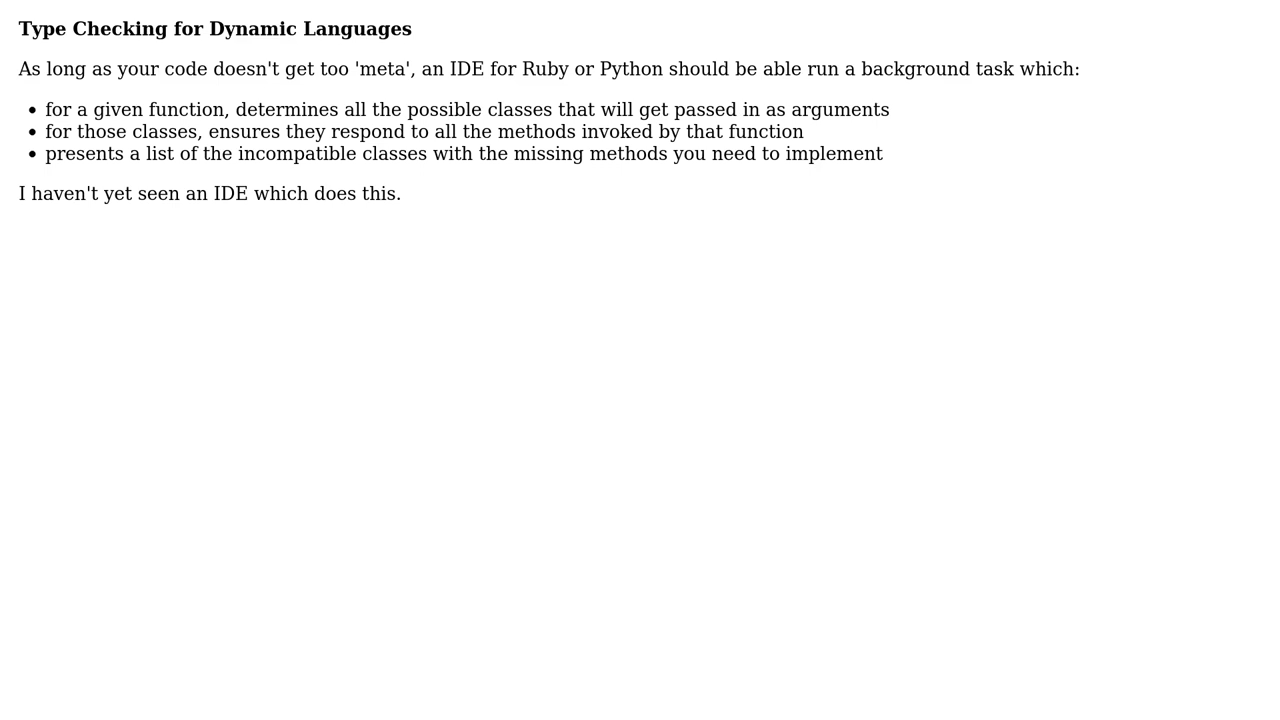 Type Checking for Dynamic Languages
As long as your code doesn't get too 'meta', an IDE for Ruby or Python should be able run a background task which:
• for a given function, determines all the possible classes that will get passed in as arguments
• for those classes, ensures they respond to all the methods invoked by that function
• presents a list of the incompatible classes with the missing methods you need to implement
I haven't yet seen an IDE which does this.